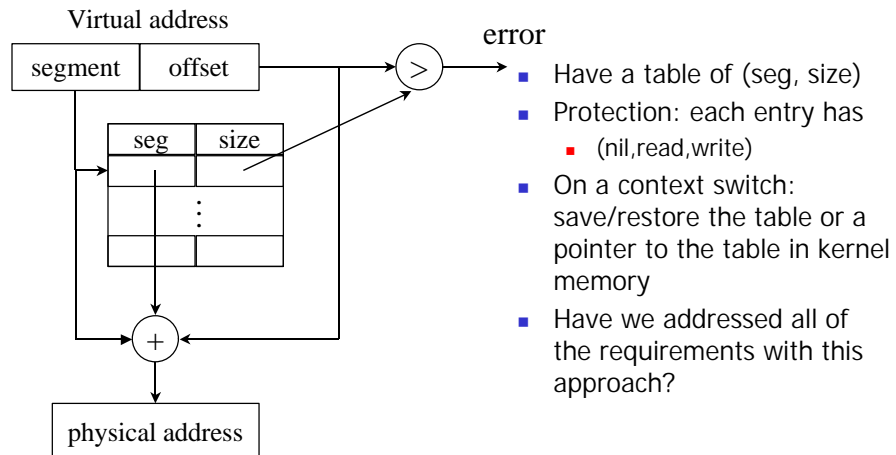 Virtual address
segment offset
>
error
seg size
⋮
+
physical address
Have a table of (seg, size)
Protection: each entry has
(nil,read,write)
On a context switch:
save/restore the table or a
pointer to the table in kernel
memory
Have we addressed all of
the requirements with this
approach?